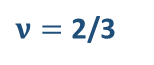 ν = 2/3